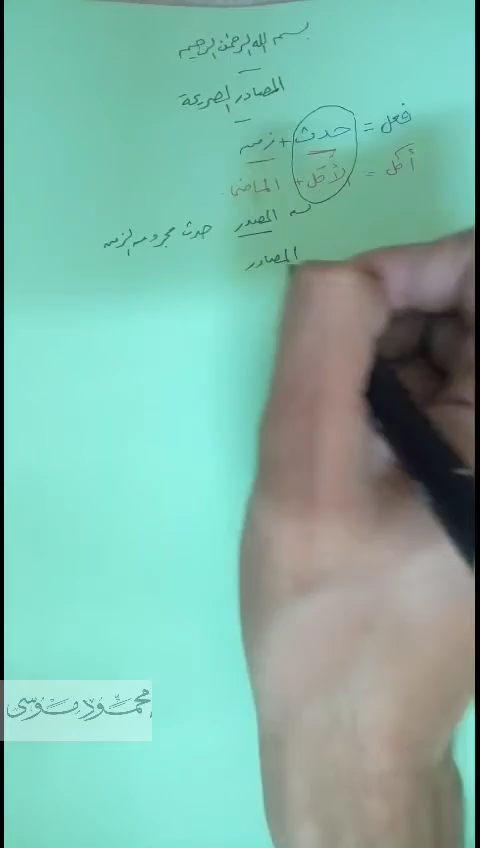 بسم الله الرحمن الرحيم
المصادر الصريحة
فعل = حدث + زمن
أكل = الأكل + الماضي
المصدر حدث مجرد من الزمن
المصادر
محمود موسى